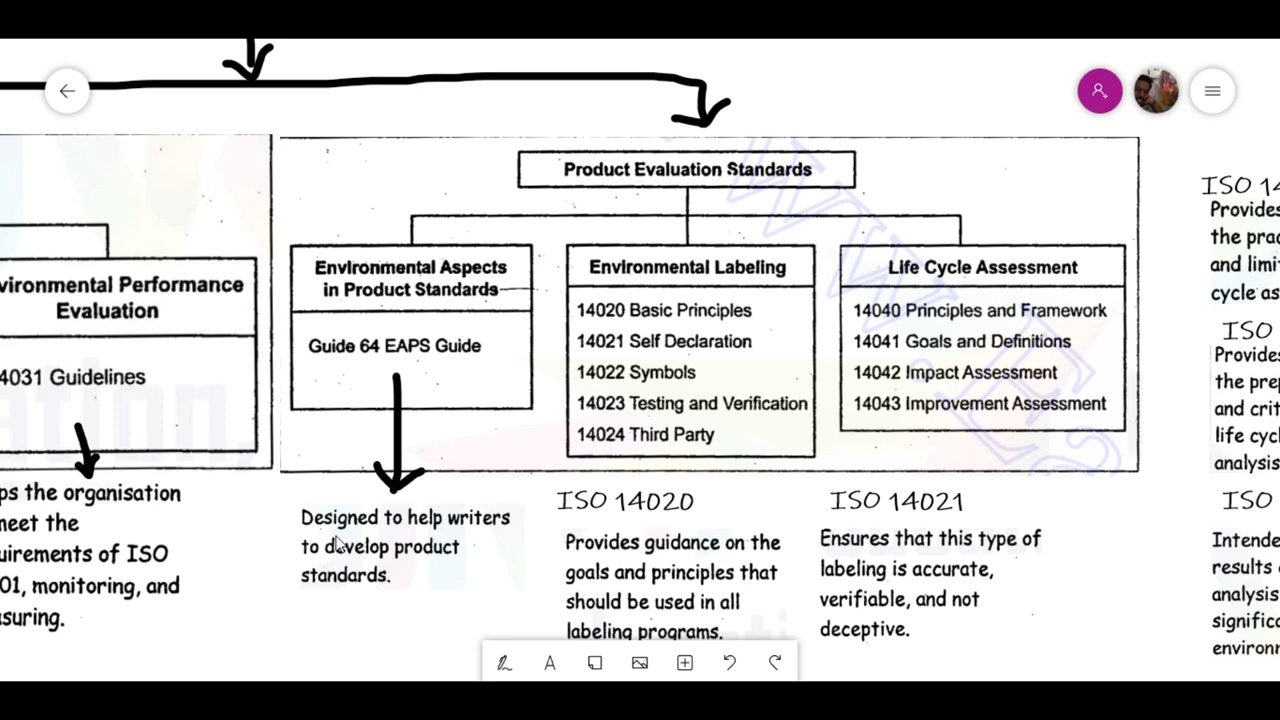 Product Evaluation Standards
vironmental Performance
Evaluation
4031 Guidelines
Environmental Aspects
in Product Standards
Guide 64 EAPS Guide
Environmental Labeling
14020 Basic Principles
14021 Self Declaration
14022 Symbols
14023 Testing and Verification
14024 Third Party
Life Cycle Assessment
14040 Principles and Framework
14041 Goals and Definitions
14042 Impact Assessment
14043 Improvement Assessment
ps the organisation
meet the
uirements of ISO
01, monitoring, and
suring.
Designed to help writers
to develop product
standards.
ISO 14020
Provides guidance on the
goals and principles that
should be used in all
labeling programs.
ISO 14021
Ensures that this type of
labeling is accurate,
verifiable, and not
deceptive.
ISO 14
Provides
the prac
and limit
cycle as
ISO
Provides
the prep
and crit
life cycl
analysis
ISO
Intende
results
analysis
signific
environ